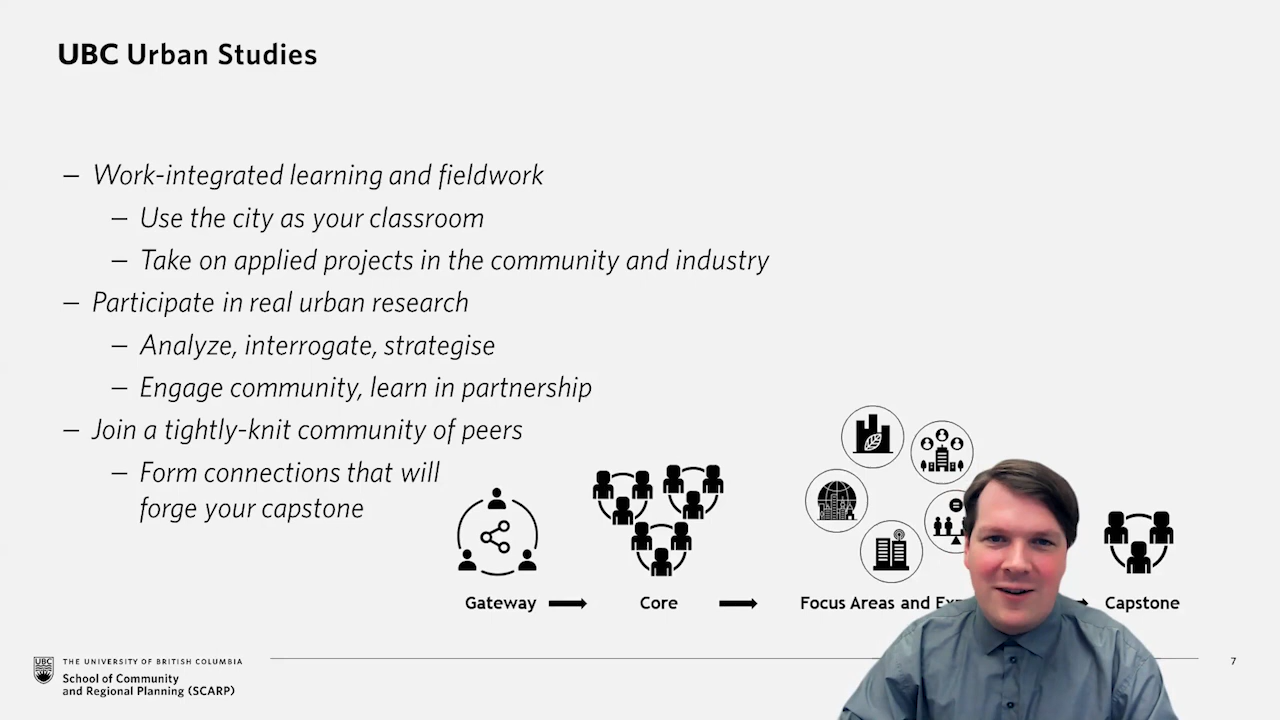 UBC Urban Studies
– Work-integrated learning and fieldwork
– Use the city as your classroom
– Take on applied projects in the community and industry
– Participate in real urban research
– Analyze, interrogate, strategise
– Engage community, learn in partnership
– Join a tightly-knit community of peers
– Form connections that will
forge your capstone
Gateway
Core
Focus Areas and
Capstone
UBC
THE UNIVERSITY OF BRITISH COLUMBIA
School of Community
and Regional Planning (SCARP)
7